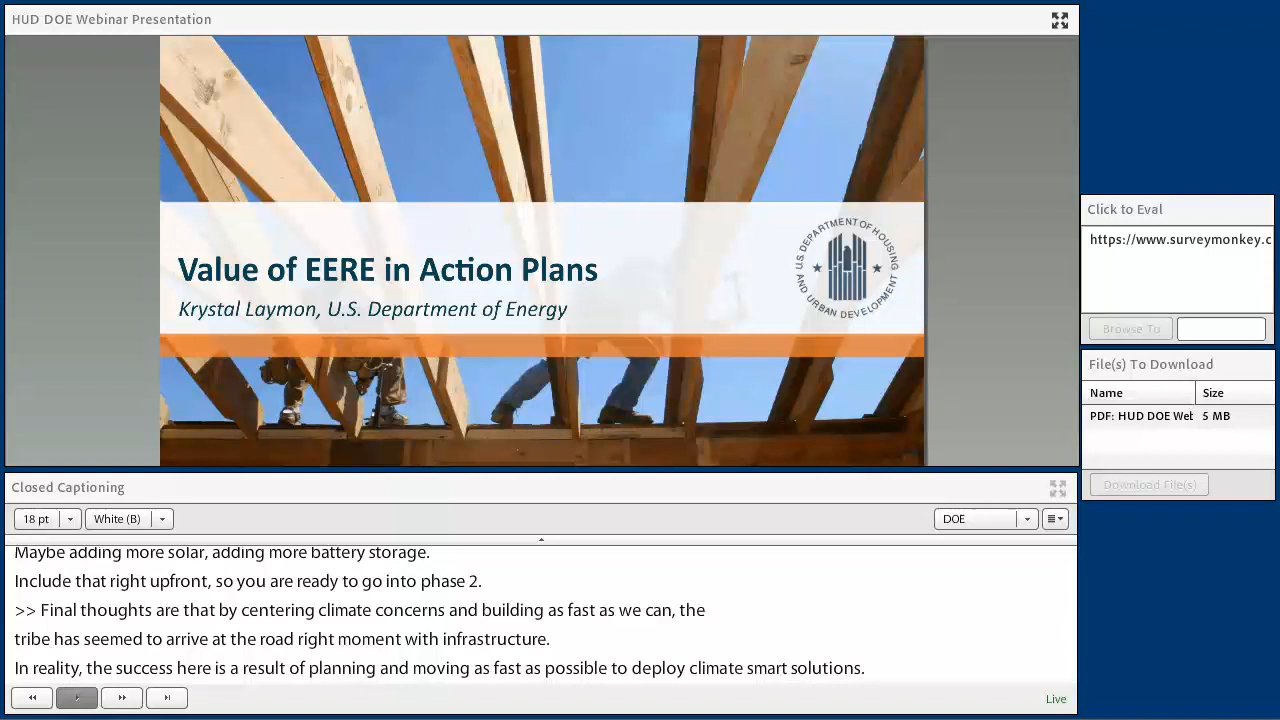 HUD DOE Webinar Presentation
Value of EERE in Action Plans
Krystal Laymon, U.S. Department of Energy
U.S. DEPARTMENT OF HOUSING
AND URBAN DEVELOPMENT
Click to Eval
https://www.surveymonkey.c
Browse To
File(s) To Download
Name Size
PDF: HUD DOE Wet 5 MB
Download File(s)
Closed Captioning
18 pt White (B) DOE
Maybe adding more solar, adding more battery storage.
Include that right upfront, so you are ready to go into phase 2.
>> Final thoughts are that by centering climate concerns and building as fast as we can, the
tribe has seemed to arrive at the road right moment with infrastructure.
In reality, the success here is a result of planning and moving as fast as possible to deploy climate smart solutions.
Live